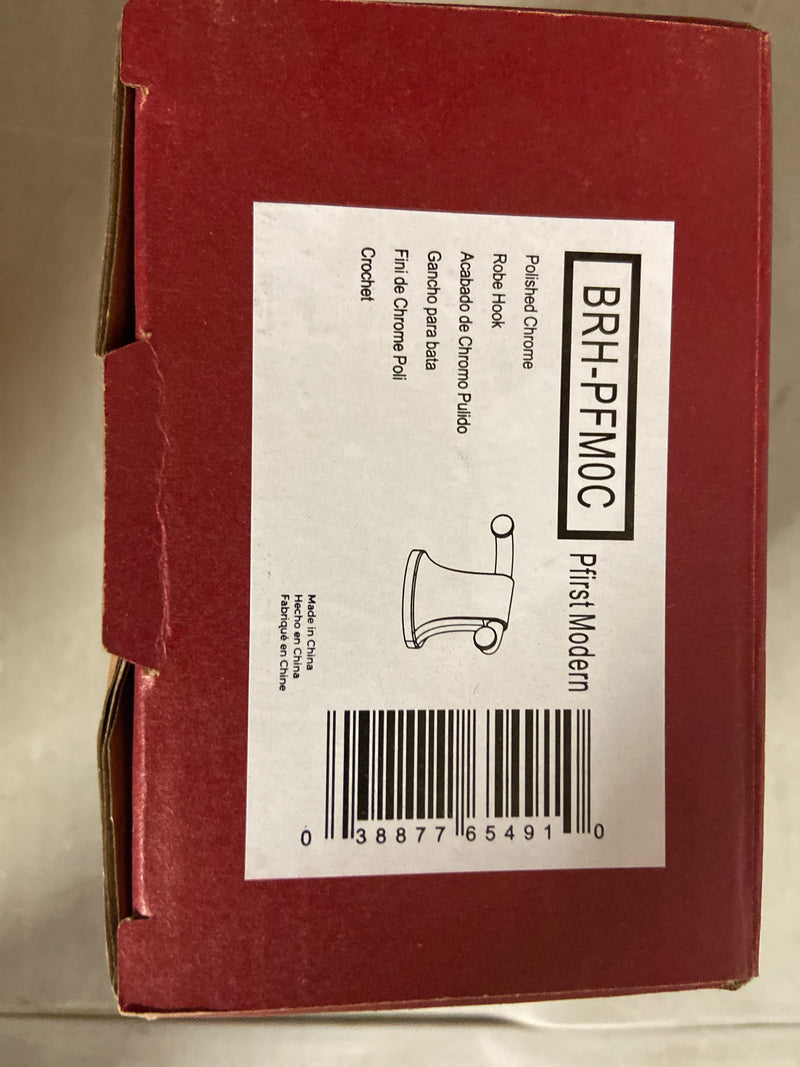 BRH-PFM0C Pfirst Modern
Polished Chrome
Robe Hook
Acabado de Chromo Pulido
Gancho para bata
Fini de Chrome Poli
Crochet
Made in China
Hecho en China
Fabriqué en Chine
0 38877 65491 0